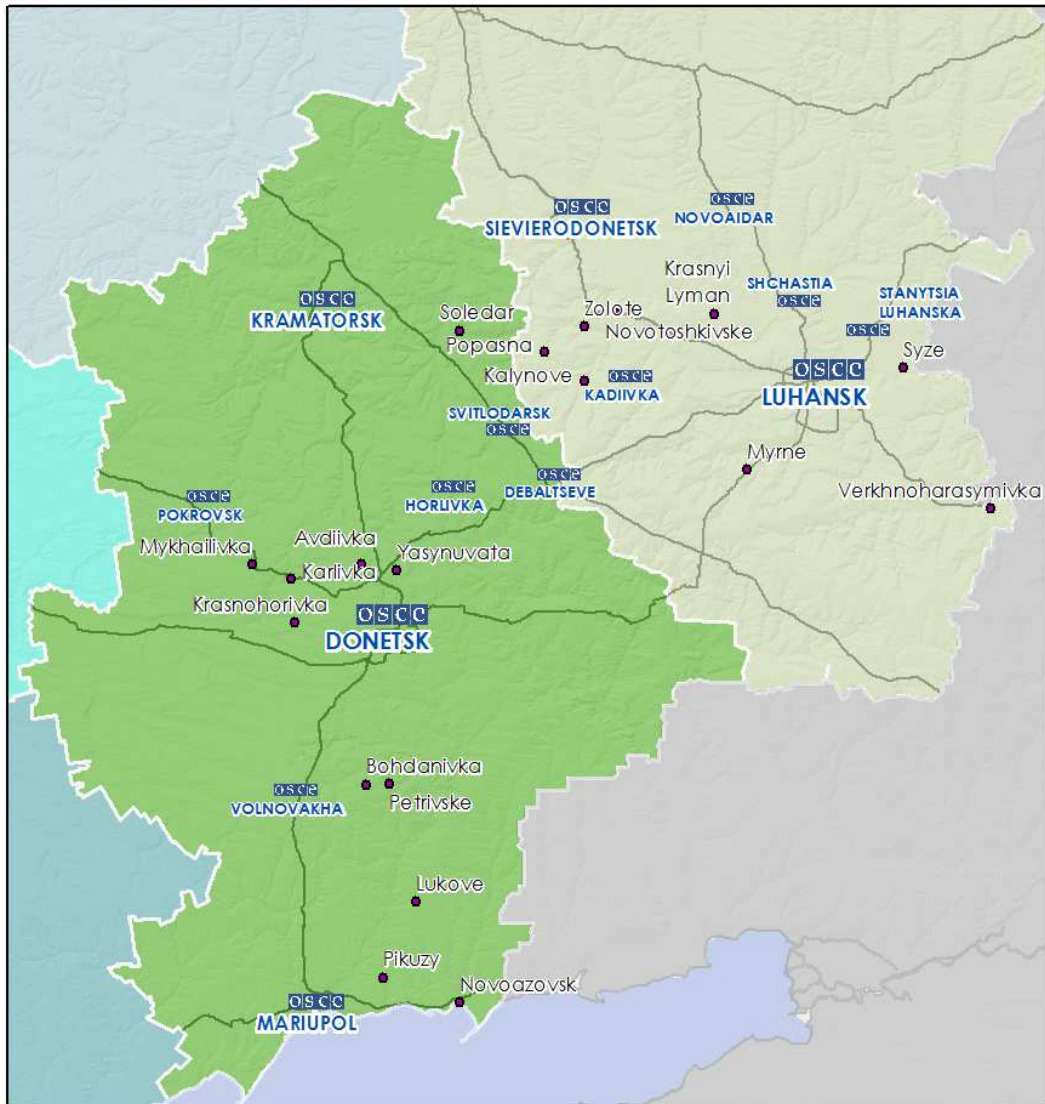 osce
SIEVIERODONETSK
osce
NOVOAIDAR
Krasnyi
Lyman
SHCHASTIA
osce
STANYTSIA
LUHANSKA
osce
osce
KRAMATORSK
Soledar
Zolote
Novotoshkivske
Popasna
Kalynove
osce
KADIIVKA
osce
LUHANSK
Syze
SVITLODARSK
osce
Myrne
osce
DEBALTSEVE
osce
HORLIVKA
osce
POKROVSK
Verkhnoharasymivka
Mykhailivka
Avdiivka
Yasynuvata
Karlivka
Krasnohorivka
osce
DONETSK
Bohdanivka
Petrivske
osce
VOLNOVAKHA
Lukove
Pikuzy
Novoazovsk
osce
MARIUPOL